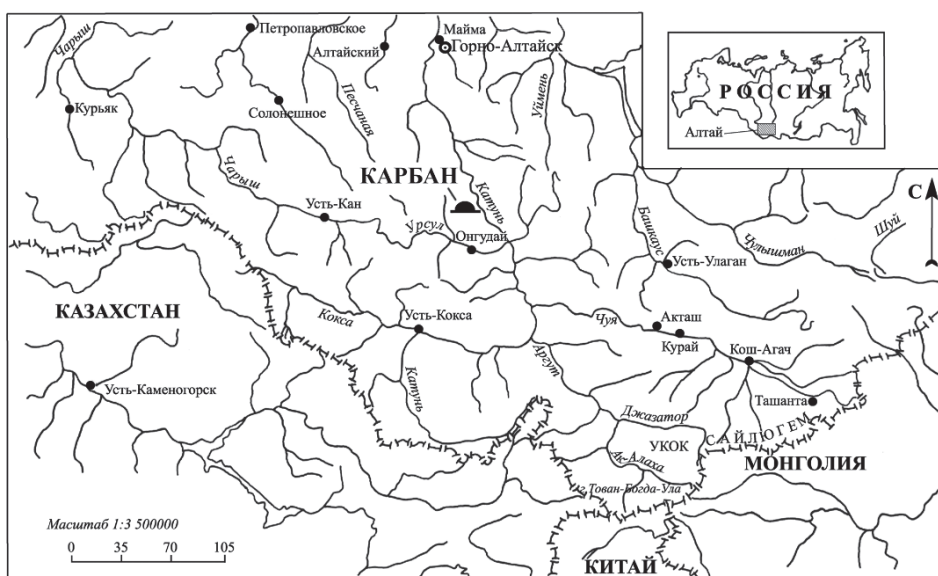 Петропавловское
Майма
Алтайский
Горно-Алтайск
Чарыш
Курьяк
Солонешное
Песчаная
Уймень
РОССИЯ
Алтай
КАРБАН
Чарыш
Усть-Кан
Урсул
Катунь
Онгудай
Башкаус
Чулышман
Шуй
С
Усть-Улаган
КАЗАХСТАН
Кокса
Усть-Кокса
Чуя
Акташ
Курай
Кош-Агач
Аргут
Катунь
Усть-Каменогорск
Ташанта
Джазатор
САЙЛЮГЕМ
УКОК
Ак-Алаха
МОНГОЛИЯ
г.Тован-Богда-Ула
Масштаб 1:3 500000
0 35 70 105
КИТАЙ